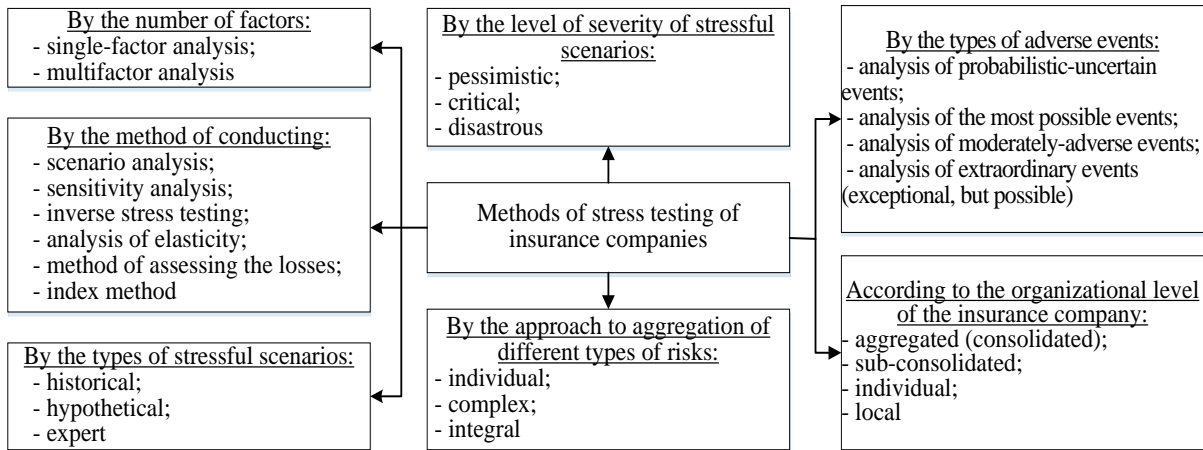 By the number of factors:
- single-factor analysis;
- multifactor analysis
By the method of conducting:
- scenario analysis;
- sensitivity analysis;
- inverse stress testing;
- analysis of elasticity;
- method of assessing the losses;
- index method
By the types of stressful scenarios:
- historical;
- hypothetical;
- expert
By the level of severity of stressful
scenarios:
- pessimistic;
- critical;
- disastrous
Methods of stress testing of
insurance companies
By the approach to aggregation of
different types of risks:
- individual;
- complex;
- integral
By the types of adverse events:
- analysis of probabilistic-uncertain
events;
- analysis of the most possible events;
- analysis of moderately-adverse events;
- analysis of extraordinary events
(exceptional, but possible)
According to the organizational level
of the insurance company:
- aggregated (consolidated);
- sub-consolidated;
- individual;
- local